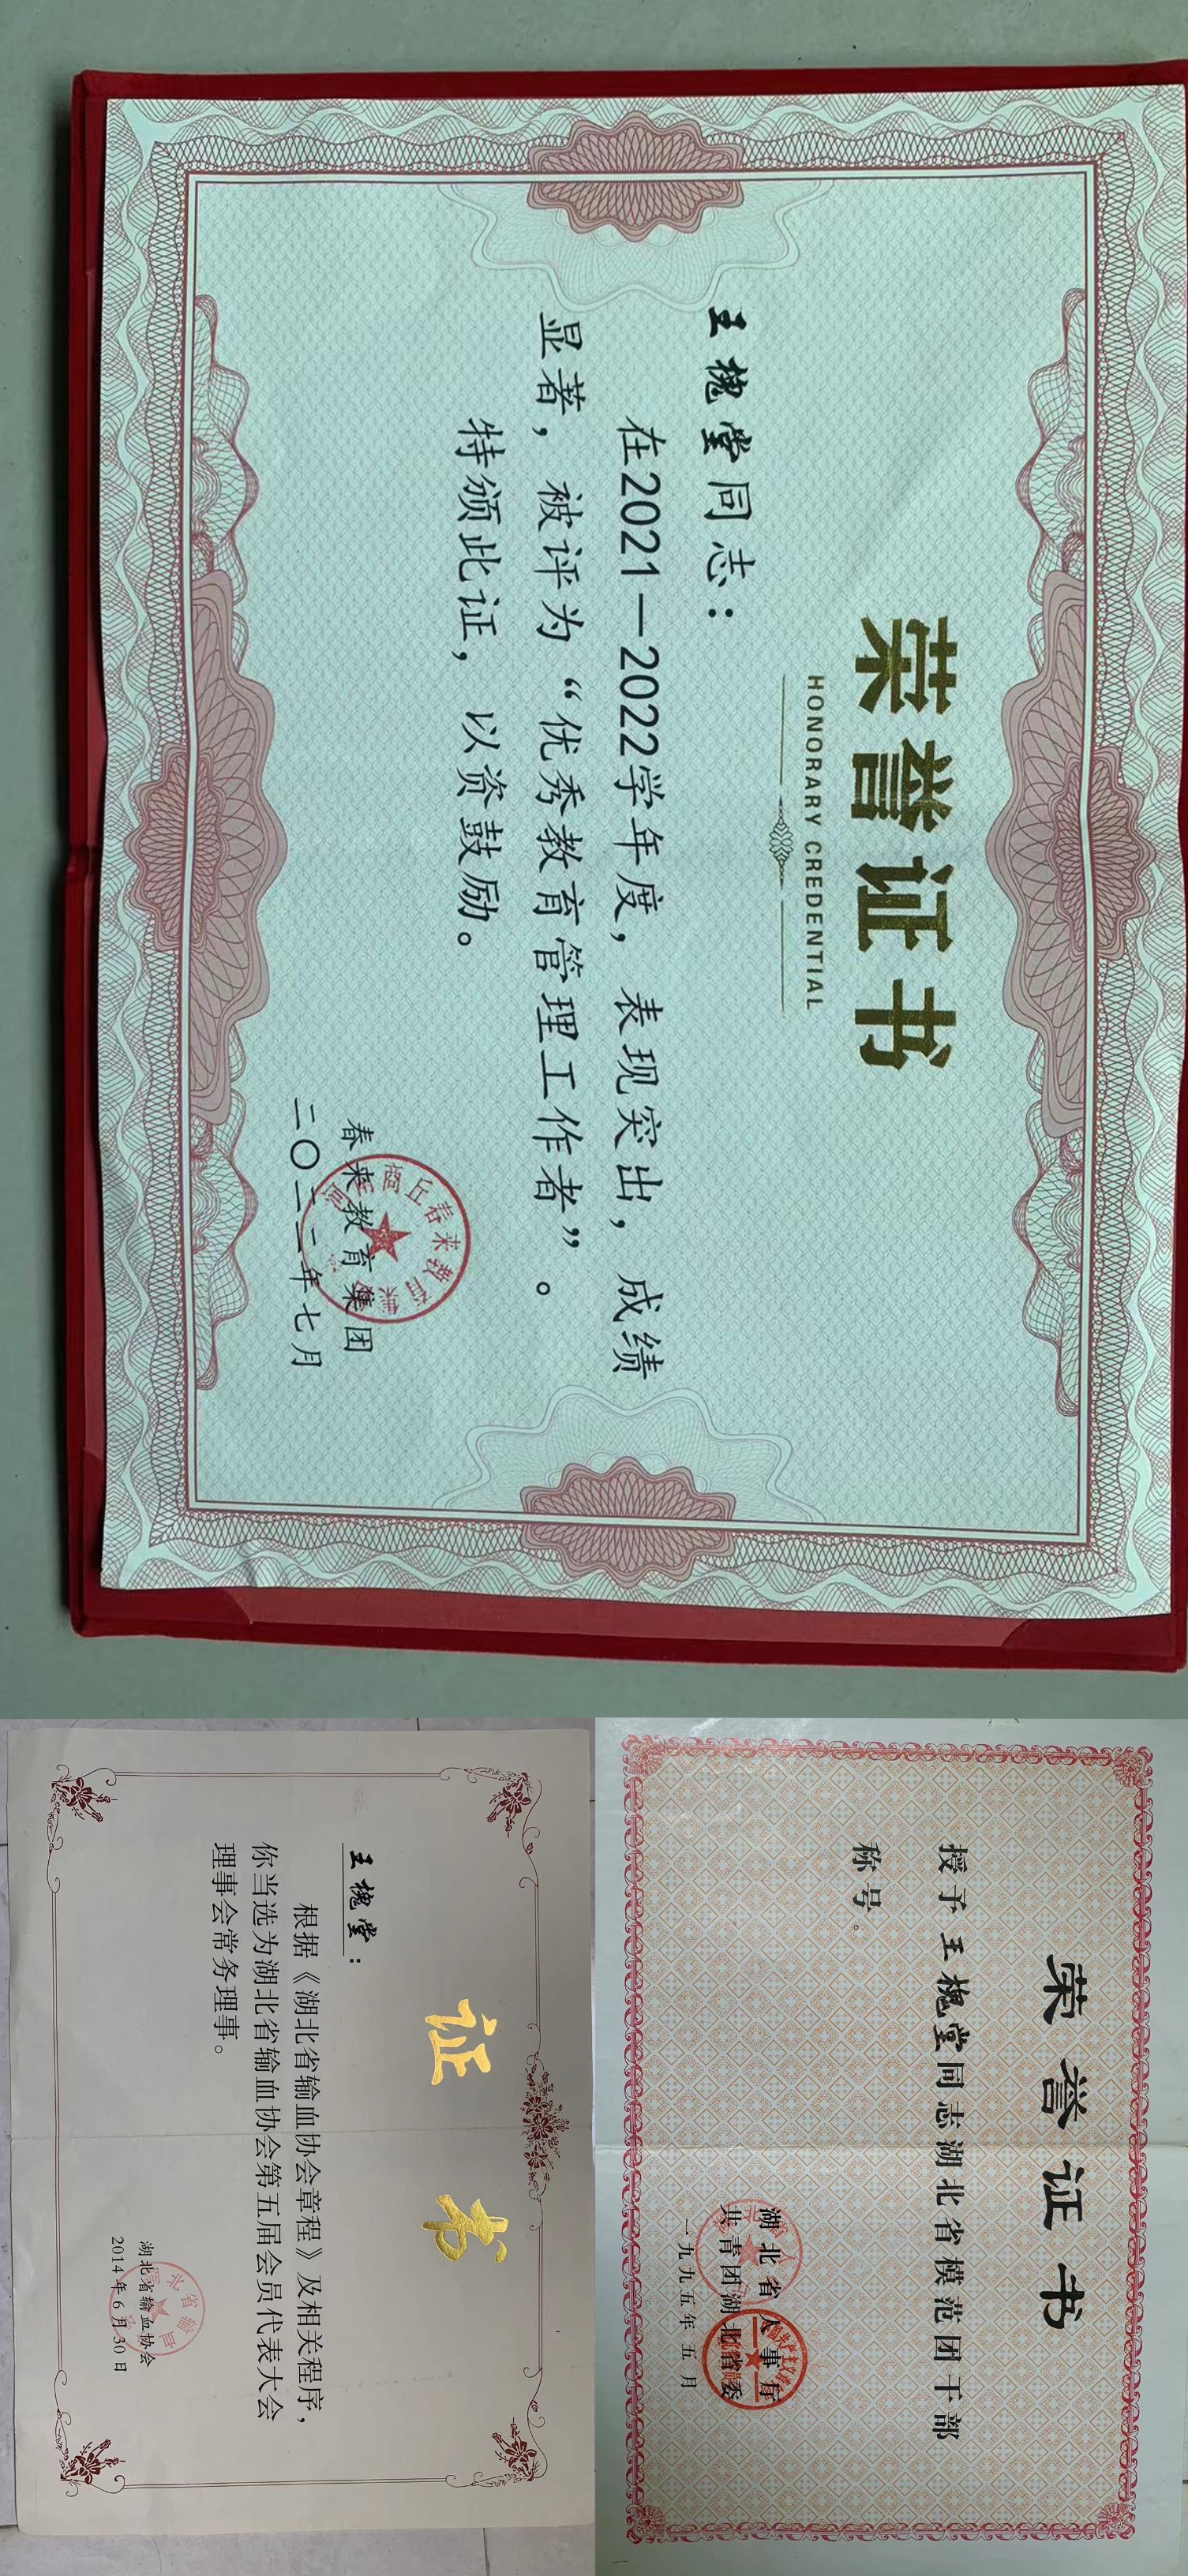 荣誉证书
HONORARY CREDENTIAL
王槐堂同志：
在2021—2022学年度，表现突出，成绩
显著，被评为“优秀教育管理工作者”。
特颁此证，以资鼓励。
春来教育集团
二〇二二年七月
证书
王槐堂：
根据《湖北省输血协会章程》及相关程序，
你当选为湖北省输血协会第五届会员代表大会
理事会常务理事。
湖北省输血协会
2014年6月30日
荣誉证书
授予王槐堂同志湖北省模范团干部
称号。
湖北省人事厅
共青团湖北省委
一九九五年五月